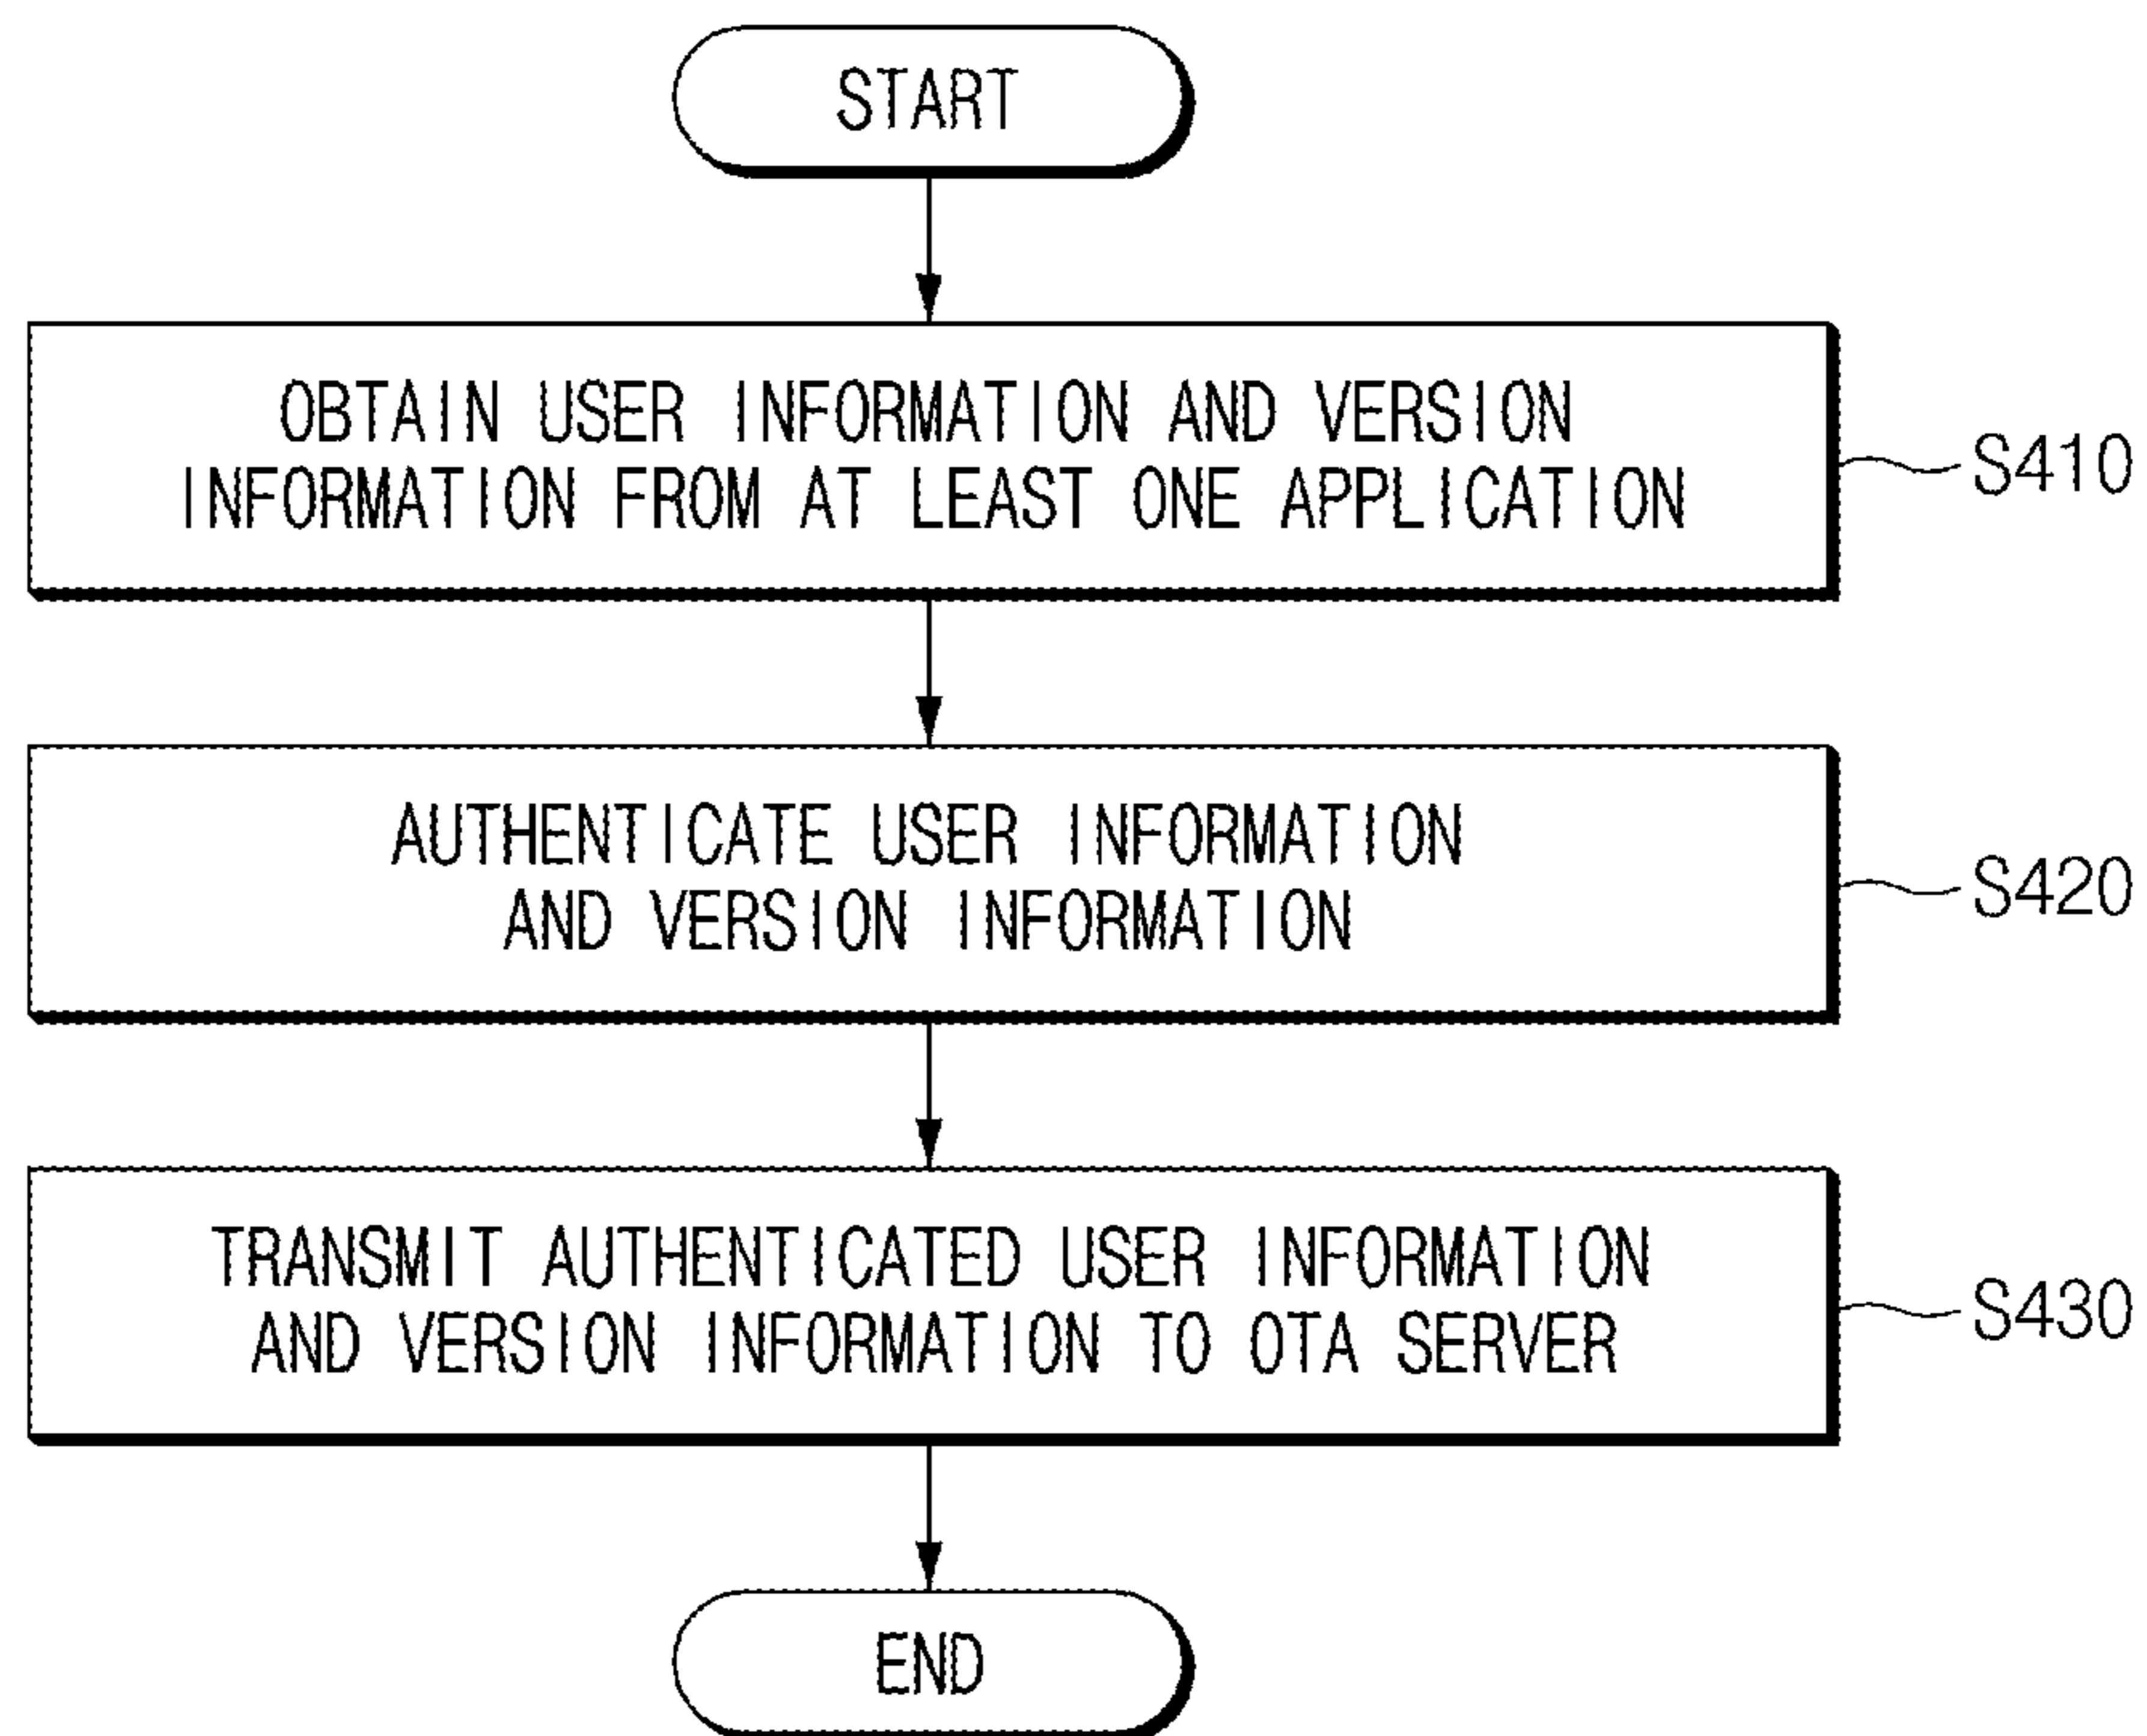 START
OBTAIN USER INFORMATION AND VERSION
INFORMATION FROM AT LEAST ONE APPLICATION
S410
AUTHENTICATE USER INFORMATION
AND VERSION INFORMATION
S420
TRANSMIT AUTHENTICATED USER INFORMATION
AND VERSION INFORMATION TO OTA SERVER
S430
END